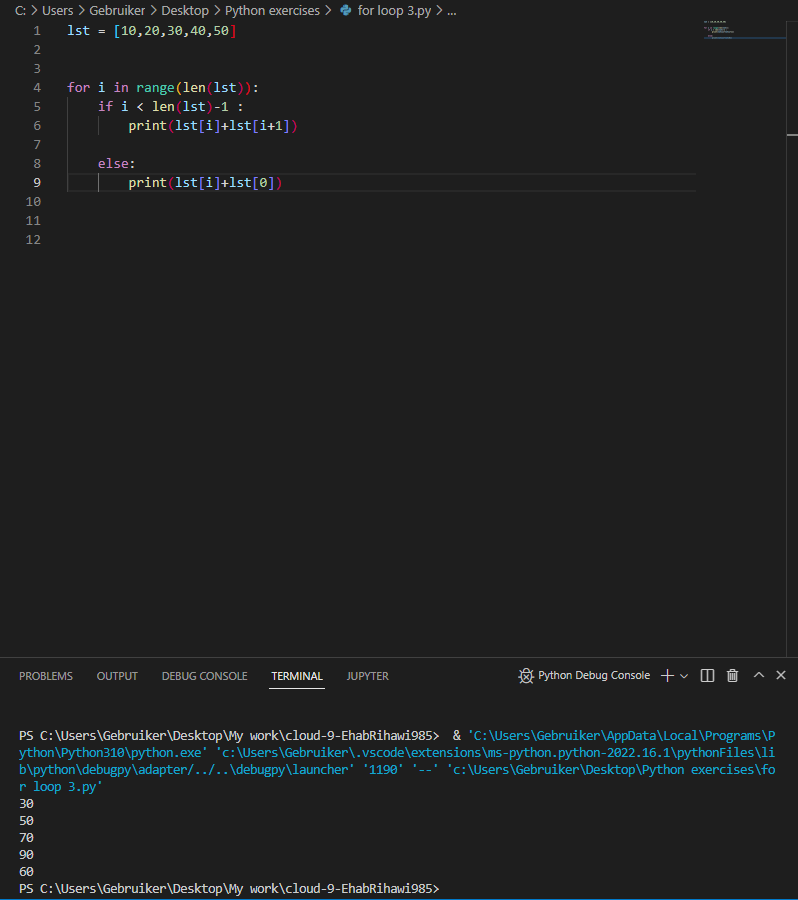 C: > Users > Gebruiker > Desktop > Python exercises > for loop 3.py > ...
1 lst = [10,20,30,40,50]
2
3
4 for i in range(len(lst)):
5     if i < len(lst)-1 :
6         print(lst[i]+lst[i+1])
7
8     else:
9         print(lst[i]+lst[0])
10
11
12
PROBLEMS OUTPUT DEBUG CONSOLE TERMINAL JUPYTER Python Debug Console
PS C:\Users\Gebruiker\Desktop\My work\cloud-9-EhabRihawi985>  & 'C:\Users\Gebruiker\AppData\Local\Programs\P
ython\Python310\python.exe' 'c:\Users\Gebruiker\.vscode\extensions\ms-python.python-2022.16.1\pythonFiles\li
b\python\debugpy\adapter/../..\debugpy\launcher' '1190' '--' 'c:\Users\Gebruiker\Desktop\Python exercises\fo
r loop 3.py'
30
50
70
90
60
PS C:\Users\Gebruiker\Desktop\My work\cloud-9-EhabRihawi985>